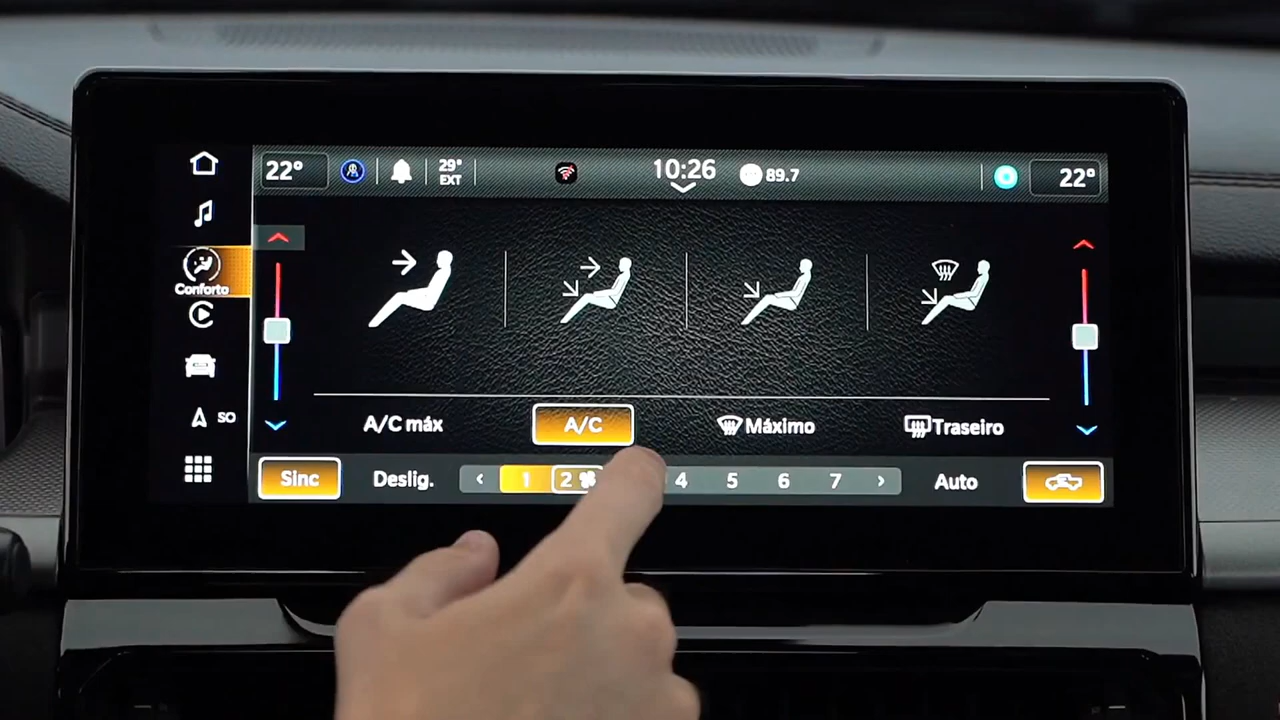 22° 29° EXT 10:26 89.7 22°
Conforto
SO
A/C máx A/C Máximo Traseiro
Sinc Deslig. ‹ 1 2 4 5 6 7 › Auto